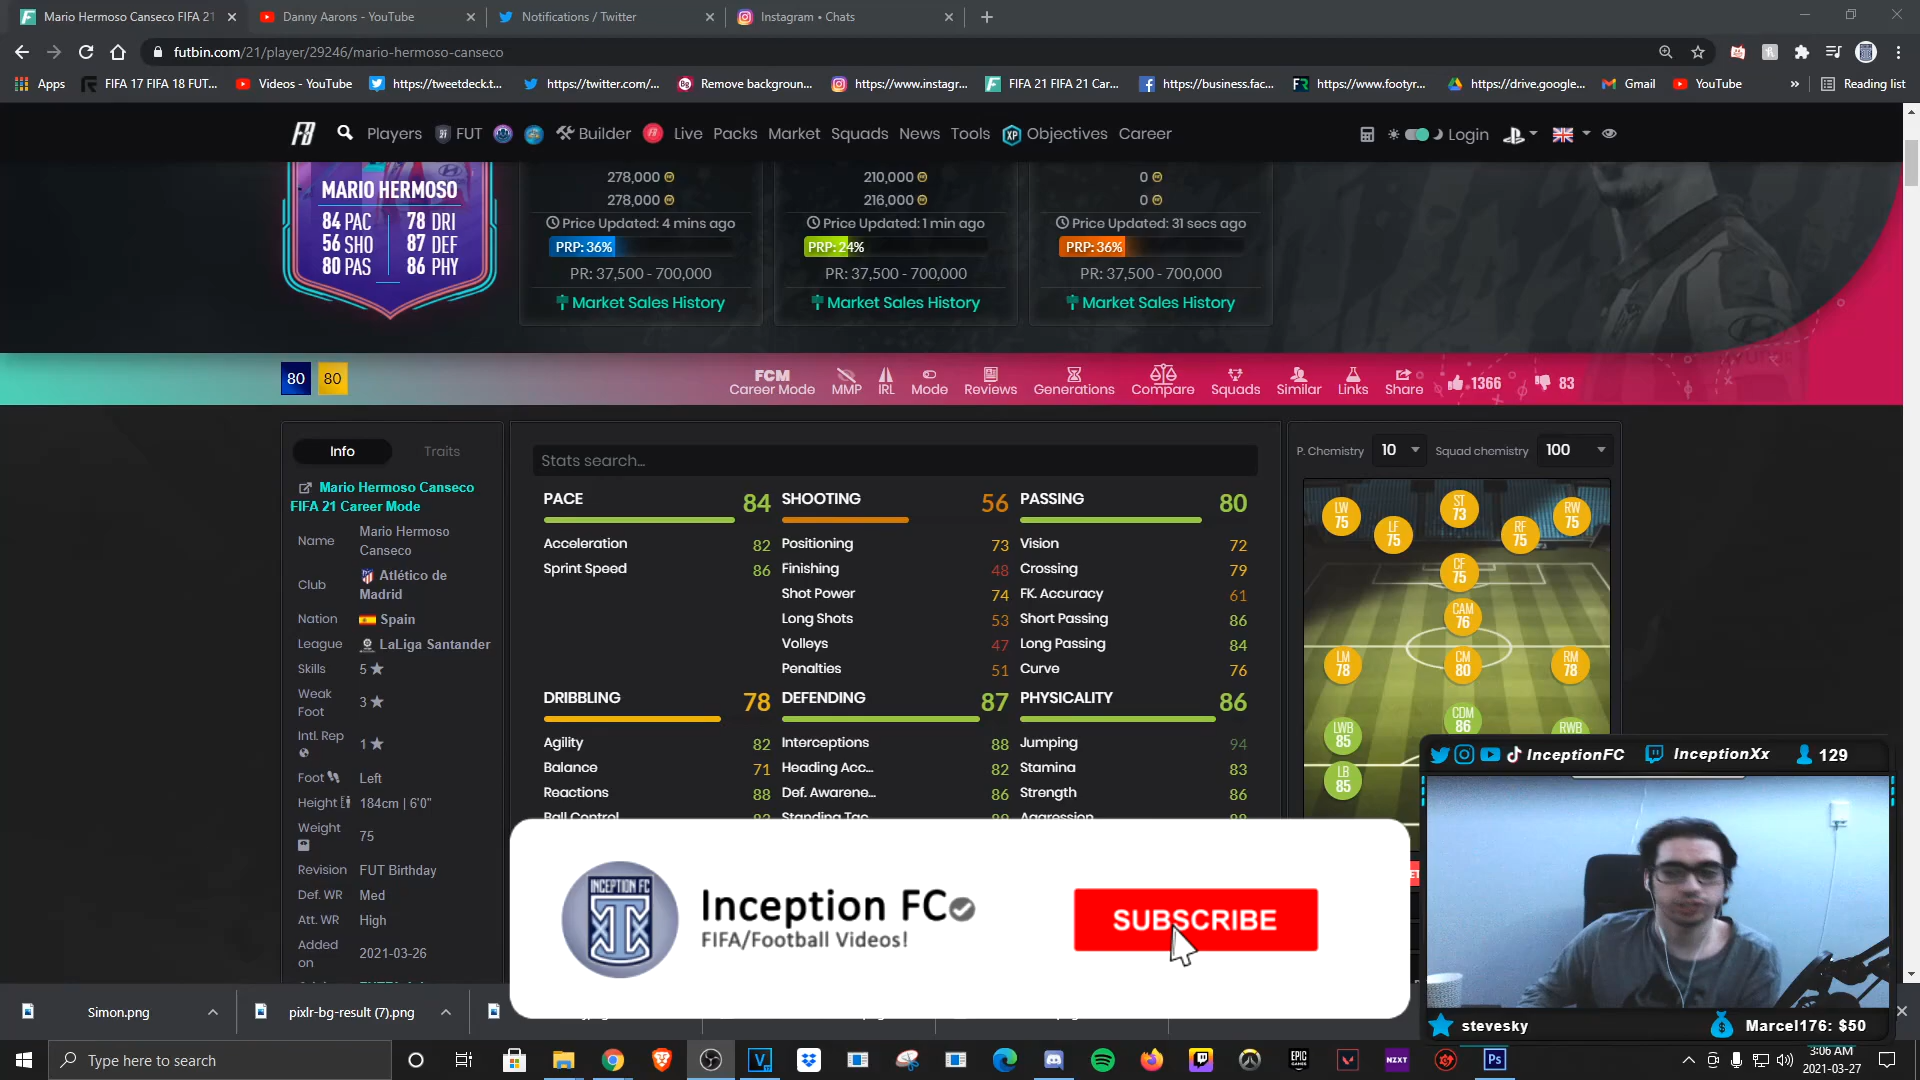 Mario Hermoso Canseco FIFA 21
Danny Aarons - YouTube
Notifications / Twitter
Instagram • Chats
futbin.com/21/player/29246/mario-hermoso-canseco
Apps
FIFA 17 FIFA 18 FUT...
Videos - YouTube
https://tweetdeck.t...
https://twitter.com/...
Remove backgroun...
https://www.instagr...
FIFA 21 FIFA 21 Car...
https://business.fac...
https://www.footyr...
https://drive.google...
Gmail
YouTube
Reading list
Players
FUT
Builder
Live
Packs
Market
Squads
News
Tools
Objectives
Career
Login
MARIO HERMOSO
84 PAC 78 DRI
56 SHO 87 DEF
80 PAS 86 PHY
278,000
278,000
Price Updated: 4 mins ago
PRP: 36%
PR: 37,500 - 700,000
Market Sales History
210,000
216,000
Price Updated: 1 min ago
PRP: 24%
PR: 37,500 - 700,000
Market Sales History
0
0
Price Updated: 31 secs ago
PRP: 36%
PR: 37,500 - 700,000
Market Sales History
80 80
FCM
Career Mode
MMP
IRL
Mode
Reviews
Generations
Compare
Squads
Similar
Links
Share
1366
83
Info Traits
Mario Hermoso Canseco
FIFA 21 Career Mode
Name Mario Hermoso
Canseco
Club Atlético de
Madrid
Nation Spain
League LaLiga Santander
Skills 5
Weak
Foot 3
Intl. Rep 1
Foot Left
Height 184cm | 6'0"
Weight 75
Revision FUT Birthday
Def. WR Med
Att. WR High
Added
on 2021-03-26
Stats search...
PACE 84
Acceleration 82
Sprint Speed 86
SHOOTING 56
Positioning 73
Finishing 48
Shot Power 74
Long Shots 53
Volleys 47
Penalties 51
PASSING 80
Vision 72
Crossing 79
FK. Accuracy 61
Short Passing 86
Long Passing 84
Curve 76
DRIBBLING 78
Agility 82
Balance 71
Reactions 88
Ball Control
DEFENDING 87
Interceptions 88
Heading Acc... 82
Def. Awarene... 86
Standing Tac...
PHYSICALITY 86
Jumping 94
Stamina 83
Strength 86
Aggression
P. Chemistry 10
Squad chemistry 100
LW
75
ST
73
RW
75
LF
75
RF
75
CF
75
CAM
76
LM
78
CM
80
RM
78
CDM
86
LWB
85
RWB
LB
85
InceptionFC
InceptionXx
129
INCEPTION FC
Inception FC
FIFA/Football Videos!
SUBSCRIBE
stevesky
Marcel176: $50
Simon.png
pixlr-bg-result (7).png
Type here to search
3:06 AM
2021-03-27